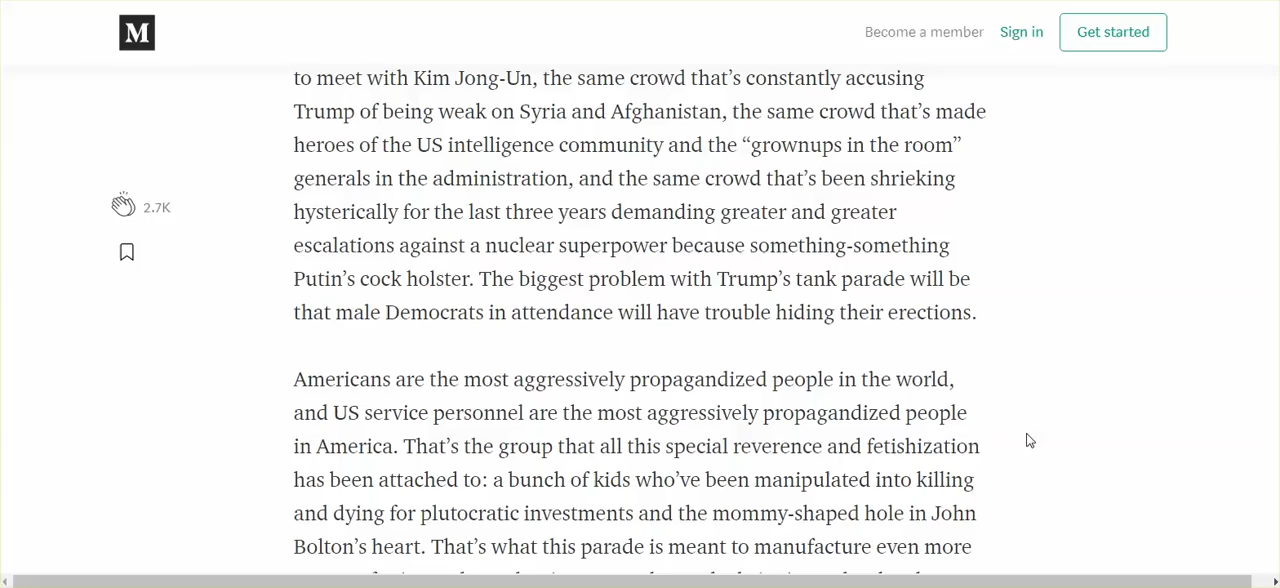 M
Become a member
Sign in
Get started
to meet with Kim Jong-Un, the same crowd that’s constantly accusing
Trump of being weak on Syria and Afghanistan, the same crowd that’s made
heroes of the US intelligence community and the “grownups in the room”
generals in the administration, and the same crowd that’s been shrieking
hysterically for the last three years demanding greater and greater
escalations against a nuclear superpower because something-something
Putin’s cock holster. The biggest problem with Trump’s tank parade will be
that male Democrats in attendance will have trouble hiding their erections.
2.7K
Americans are the most aggressively propagandized people in the world,
and US service personnel are the most aggressively propagandized people
in America. That’s the group that all this special reverence and fetishization
has been attached to: a bunch of kids who’ve been manipulated into killing
and dying for plutocratic investments and the mommy-shaped hole in John
Bolton’s heart. That’s what this parade is meant to manufacture even more